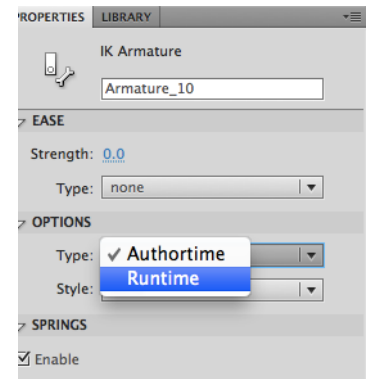 PROPERTIES LIBRARY
IK Armature
Armature_10
EASE
Strength: 0.0
Type: none
OPTIONS
Type: ✓ Authortime
Runtime
Style:
SPRINGS
Enable